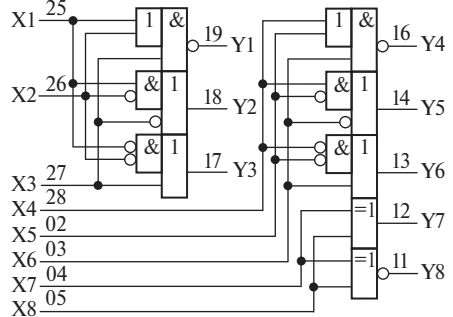 X1 25 1 & 19 Y1 1 & 16 Y4
X2 26 & 1 18 Y2 & 1 14 Y5
& 1 17 Y3 & 1 13 Y6
X3 27
X4 28
X5 02 =1 12 Y7
X6 03
X7 04 =1 11 Y8
X8 05